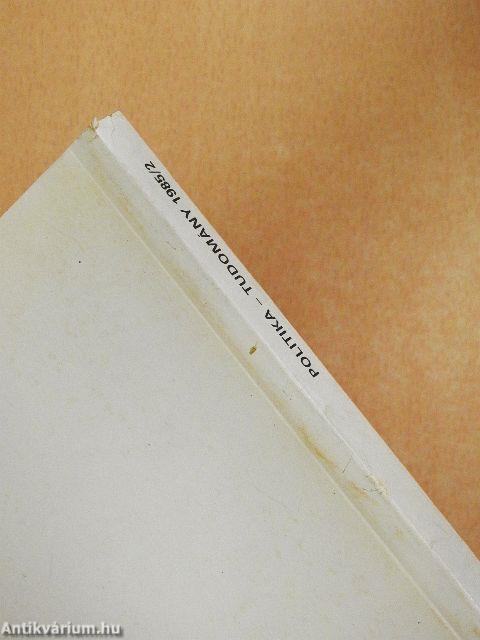 POLITIKA – TUDOMÁNY 1985/2
Antikvárium.hu